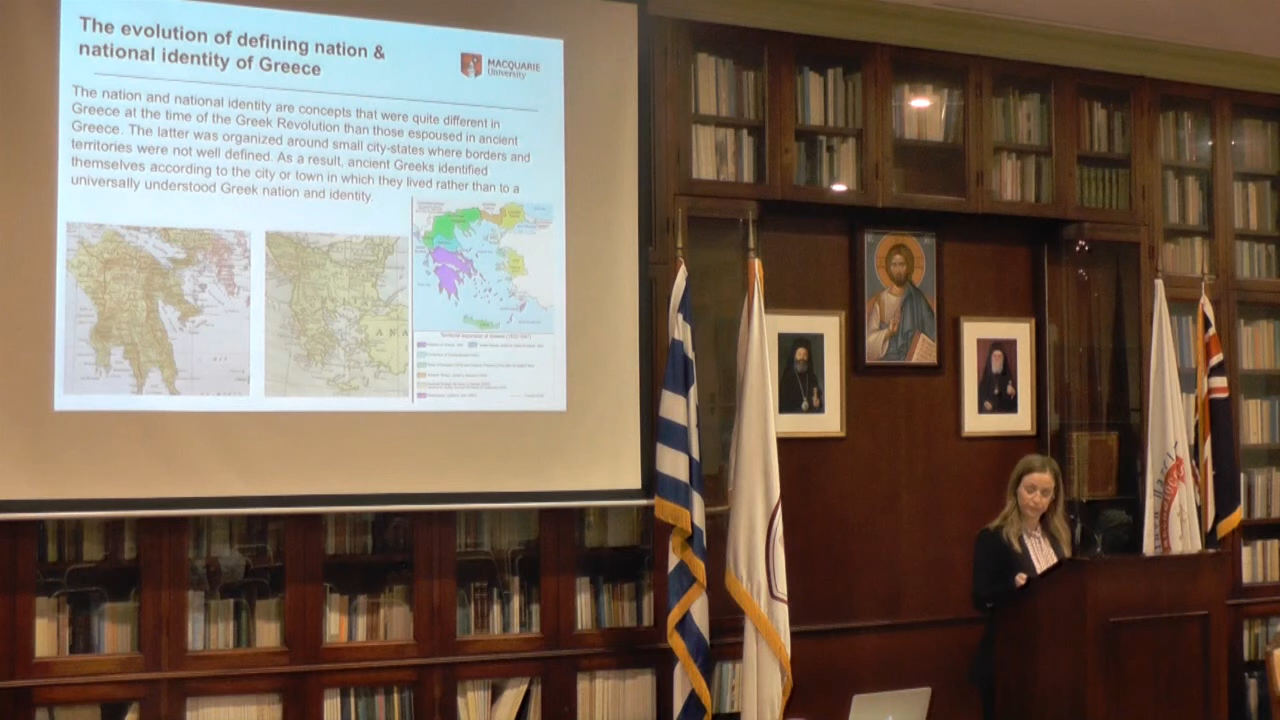 The evolution of defining nation &
national identity of Greece
MACQUARIE
University
The nation and national identity are concepts that were quite different in
Greece at the time of the Greek Revolution than those espoused in ancient
Greece. The latter was organized around small city-states where borders and
territories were not well defined. As a result, ancient Greeks identified
themselves according to the city or town in which they lived rather than to a
universally understood Greek nation and identity.